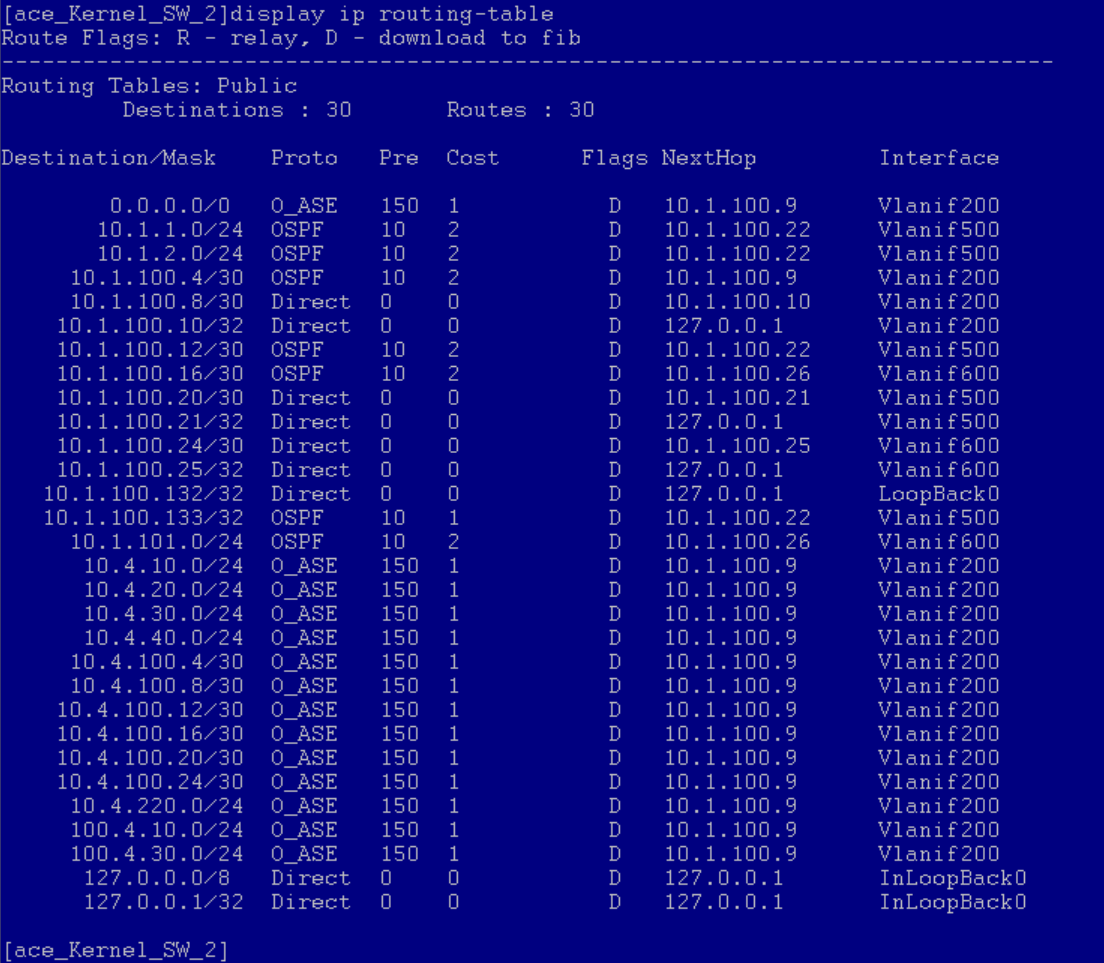 [ace_Kernel_SW_2]display ip routing-table
Route Flags: R - relay, D - download to fib
------------------------------------------------------------------------------
Routing Tables: Public
         Destinations : 30       Routes : 30

Destination/Mask    Proto   Pre  Cost      Flags NextHop         Interface

        0.0.0.0/0   O_ASE   150  1           D   10.1.100.9      Vlanif200
       10.1.1.0/24  OSPF    10   2           D   10.1.100.22     Vlanif500
       10.1.2.0/24  OSPF    10   2           D   10.1.100.22     Vlanif500
     10.1.100.4/30  OSPF    10   2           D   10.1.100.9      Vlanif200
     10.1.100.8/30  Direct  0    0           D   10.1.100.10     Vlanif200
    10.1.100.10/32  Direct  0    0           D   127.0.0.1       Vlanif200
    10.1.100.12/30  OSPF    10   2           D   10.1.100.22     Vlanif500
    10.1.100.16/30  OSPF    10   2           D   10.1.100.26     Vlanif600
    10.1.100.20/30  Direct  0    0           D   10.1.100.21     Vlanif500
    10.1.100.21/32  Direct  0    0           D   127.0.0.1       Vlanif500
    10.1.100.24/30  Direct  0    0           D   10.1.100.25     Vlanif600
    10.1.100.25/32  Direct  0    0           D   127.0.0.1       Vlanif600
   10.1.100.132/32  Direct  0    0           D   127.0.0.1       LoopBack0
   10.1.100.133/32  OSPF    10   1           D   10.1.100.22     Vlanif500
     10.1.101.0/24  OSPF    10   2           D   10.1.100.26     Vlanif600
      10.4.10.0/24  O_ASE   150  1           D   10.1.100.9      Vlanif200
      10.4.20.0/24  O_ASE   150  1           D   10.1.100.9      Vlanif200
      10.4.30.0/24  O_ASE   150  1           D   10.1.100.9      Vlanif200
      10.4.40.0/24  O_ASE   150  1           D   10.1.100.9      Vlanif200
     10.4.100.4/30  O_ASE   150  1           D   10.1.100.9      Vlanif200
     10.4.100.8/30  O_ASE   150  1           D   10.1.100.9      Vlanif200
    10.4.100.12/30  O_ASE   150  1           D   10.1.100.9      Vlanif200
    10.4.100.16/30  O_ASE   150  1           D   10.1.100.9      Vlanif200
    10.4.100.20/30  O_ASE   150  1           D   10.1.100.9      Vlanif200
    10.4.100.24/30  O_ASE   150  1           D   10.1.100.9      Vlanif200
     10.4.220.0/24  O_ASE   150  1           D   10.1.100.9      Vlanif200
     100.4.10.0/24  O_ASE   150  1           D   10.1.100.9      Vlanif200
     100.4.30.0/24  O_ASE   150  1           D   10.1.100.9      Vlanif200
      127.0.0.0/8   Direct  0    0           D   127.0.0.1       InLoopBack0
      127.0.0.1/32  Direct  0    0           D   127.0.0.1       InLoopBack0

[ace_Kernel_SW_2]